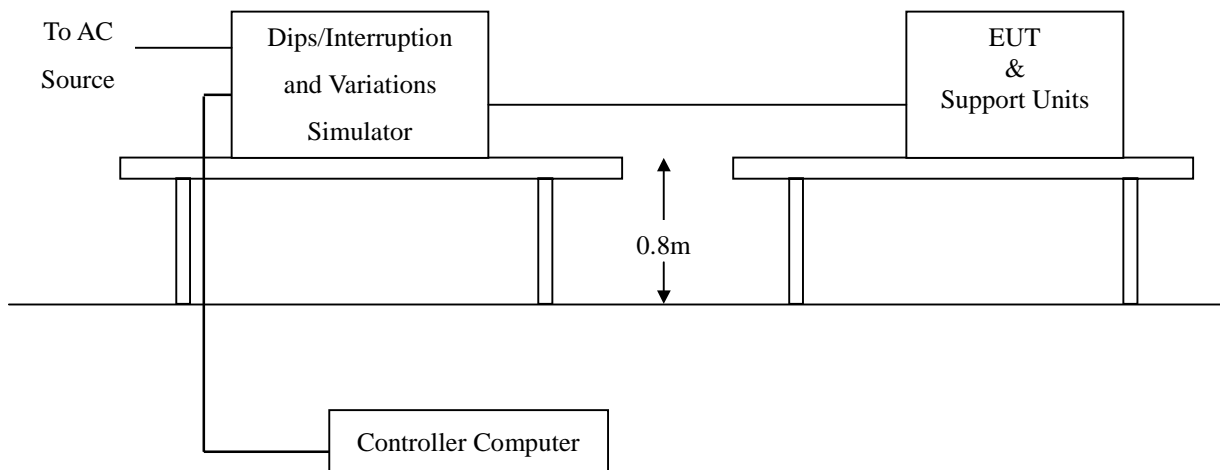 To AC
Source
Dips/Interruption
and Variations
Simulator
EUT
&
Support Units
0.8m
Controller Computer